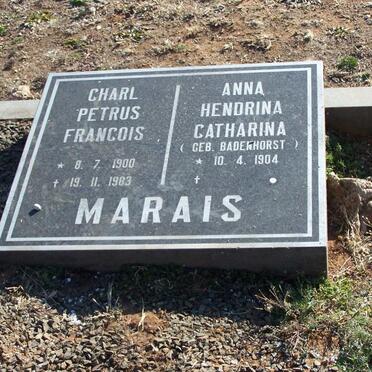 CHARL
PETRUS
FRANCOIS
* 8. 7. 1900
† 19. 11. 1983
ANNA
HENDRINA
CATHARINA
( GEB. BADENHORST )
* 10. 4. 1904
†
MARAIS